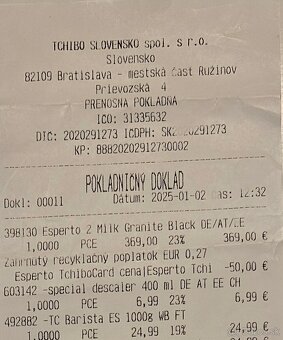 TCHIBO SLOVENSKO spol. s r.o.
Slovensko
82109 Bratislava - mestská časť Ružinov
Prievozská 4
PRENOSNÁ POKLADŇA
IČO: 31335632
DIČ: 2020291273 IČDPH: SK2020291273
KP: 88820202912730002
POKLADNIČNÝ DOKLAD
Dokl: 00011 Dátum: 2025-01-02 Čas: 12:32
398130 Esperto 2 Milk Granite Black DE/AT/EE
1,0000 PCE 369,00 23% 369,00 €
Zahrnutý recyklačný poplatok EUR 0,27
Esperto TchiboCard cena|Esperto Tchi -50,00 €
603142 -special descaler 400 ml DE AT EE CH
1,0000 PCE 6,99 23% 6,99 €
492882 -TC Barista ES 1000g WB FT
1,0000 PCE 24,99 19% 24,99 €